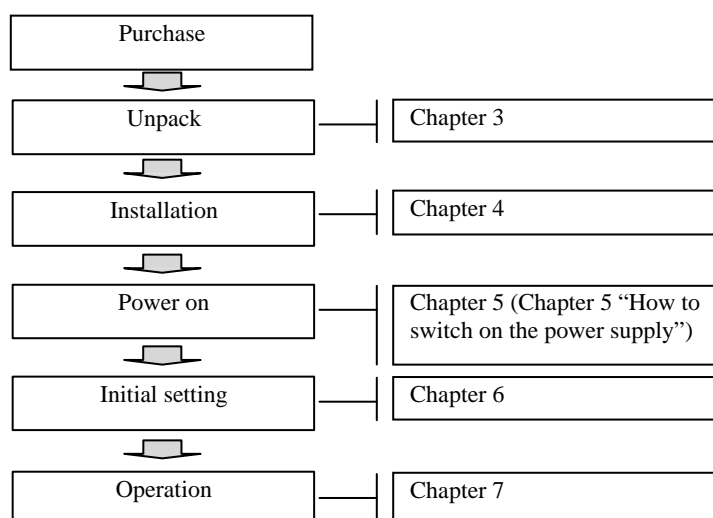 Purchase
Unpack
Chapter 3
Installation
Chapter 4
Power on
Chapter 5 (Chapter 5 “How to
switch on the power supply”)
Initial setting
Chapter 6
Operation
Chapter 7